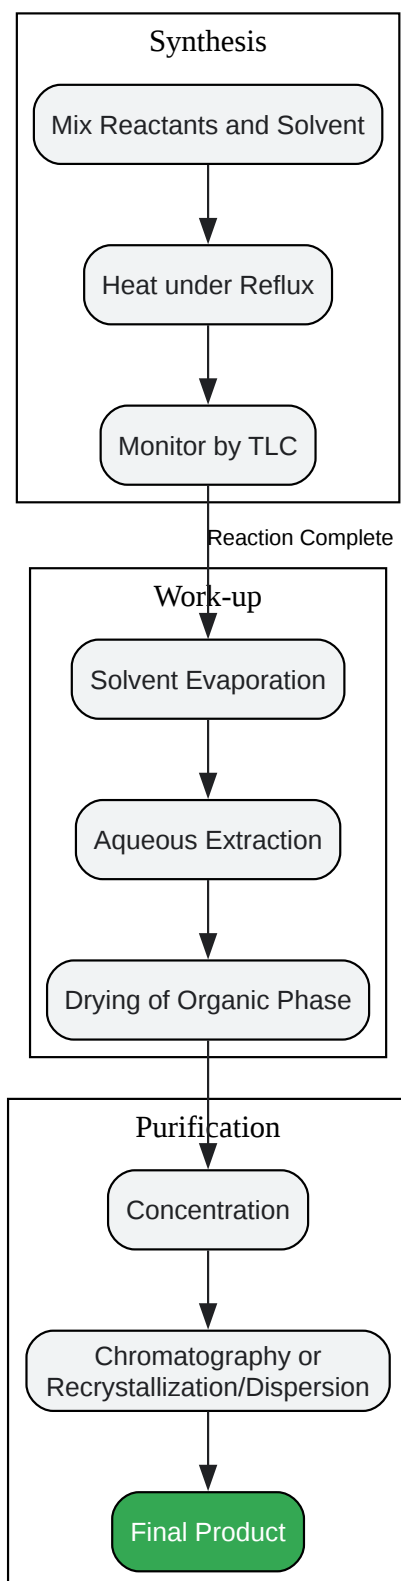 Synthesis
Mix Reactants and Solvent
Heat under Reflux
Monitor by TLC
Reaction Complete
Work-up
Solvent Evaporation
Aqueous Extraction
Drying of Organic Phase
Purification
Concentration
Chromatography or
Recrystallization/Dispersion
Final Product